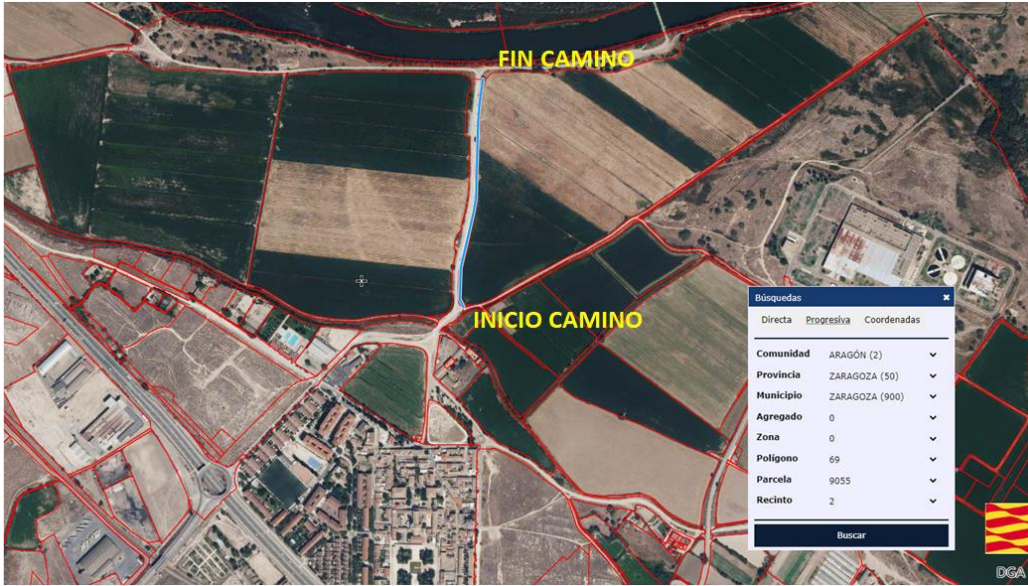 FIN CAMINO
INICIO CAMINO
Búsquedas
Directa Progresiva Coordenadas
Comunidad ARAGÓN (2)
Provincia ZARAGOZA (50)
Municipio ZARAGOZA (900)
Agregado 0
Zona 0
Polígono 69
Parcela 9055
Recinto 2
Buscar
DGA